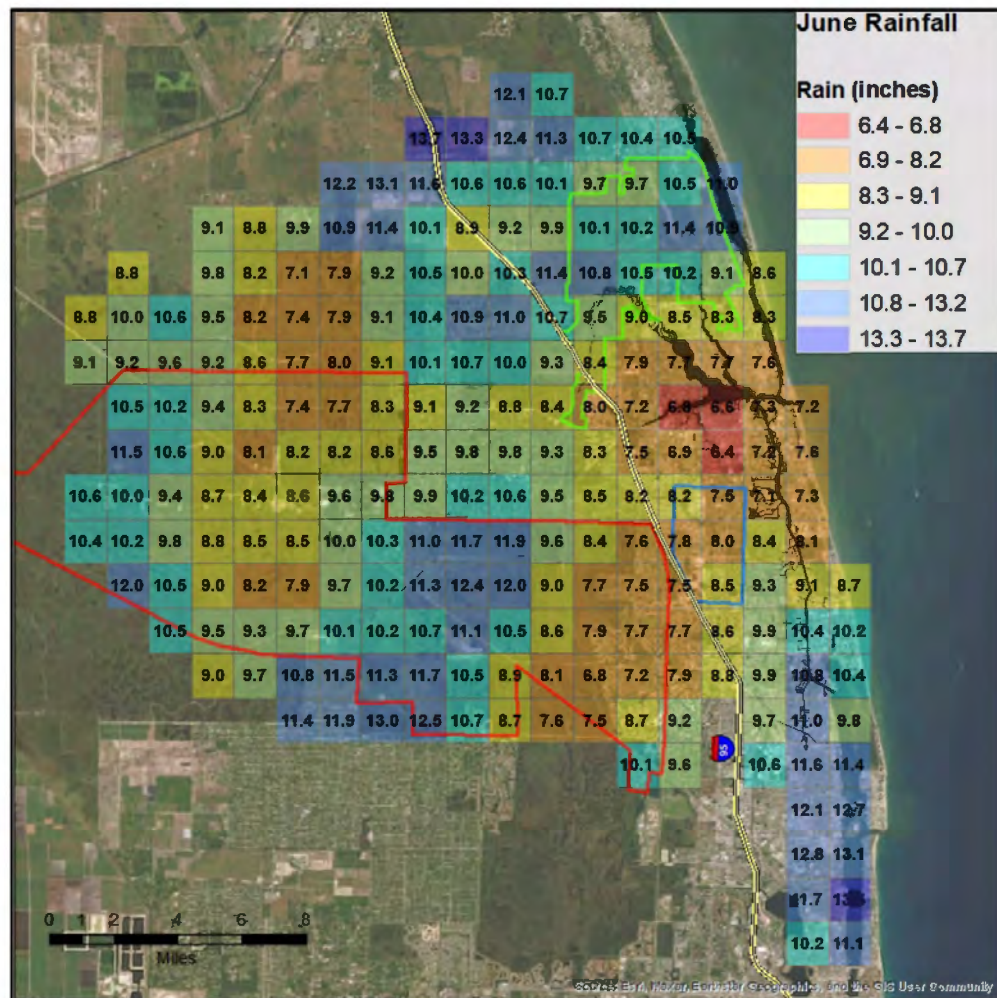 June Rainfall
Rain (inches)
6.4 - 6.8
6.9 - 8.2
8.3 - 9.1
9.2 - 10.0
10.1 - 10.7
10.8 - 13.2
13.3 - 13.7
12.1 10.7
13.7 13.3 12.4 11.3 10.7 10.4 10.5
12.2 13.1 11.6 10.6 10.6 10.1 9.7 9.7 10.5 11.0
9.1 8.8 9.9 10.9 11.4 10.1 8.9 9.2 9.9 10.1 10.2 11.4 10.9
8.8 9.8 8.2 7.1 7.9 9.2 10.5 10.0 10.3 11.4 10.8 10.5 10.2 9.1 8.6
8.8 10.0 10.6 9.5 8.2 7.4 7.9 9.1 10.4 10.9 11.0 10.7 9.5 9.0 8.5 8.3 8.3
9.1 9.2 9.6 9.2 8.6 7.7 8.0 9.1 10.1 10.7 10.0 9.3 8.4 7.9 7.7 7.7 7.6
10.5 10.2 9.4 8.3 7.4 7.7 8.3 9.1 9.2 8.8 8.4 8.0 7.2 6.8 6.6 7.3 7.2
11.5 10.6 9.0 8.1 8.2 8.2 8.6 9.5 9.8 9.8 9.3 8.3 7.5 6.9 6.4 7.2 7.6
10.6 10.0 9.4 8.7 8.4 8.6 9.6 9.8 9.9 10.2 10.6 9.5 8.5 8.2 8.2 7.5 7.1 7.3
10.4 10.2 9.8 8.8 8.5 8.5 10.0 10.3 11.0 11.7 11.9 9.6 8.4 7.6 7.8 8.0 8.4 8.1
12.0 10.5 9.0 8.2 7.9 9.7 10.2 11.3 12.4 12.0 9.0 7.7 7.5 7.5 8.5 9.3 9.1 8.7
10.5 9.5 9.3 9.7 10.1 10.2 10.7 11.1 10.5 8.6 7.9 7.7 7.7 8.6 9.9 10.4 10.2
9.0 9.7 10.8 11.5 11.3 11.7 10.5 8.9 8.1 6.8 7.2 7.9 8.8 9.9 10.8 10.4
11.4 11.9 13.0 12.5 10.7 8.7 7.6 7.5 8.7 9.2 9.7 11.0 9.8
10.1 9.6 95 10.6 11.6 11.4
12.1 12.7
12.8 13.1
11.7
10.2 11.1
0 1 2 4 6 8
Miles
Source: Esri, Maxar, Earthstar Geographics, and the GIS User Community